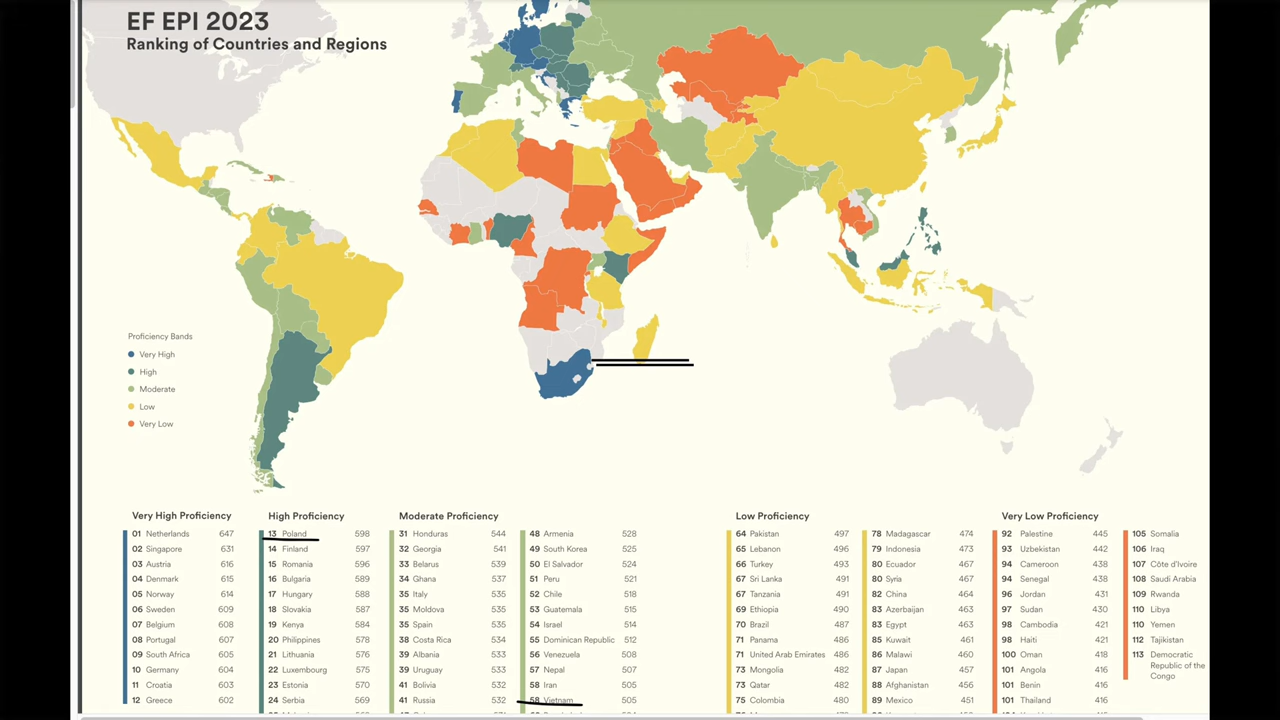 EF EPI 2023
Ranking of Countries and Regions
Proficiency Bands
Very High
High
Moderate
Low
Very Low
Very High Proficiency
01 Netherlands 647
02 Singapore 631
03 Austria 616
04 Denmark 615
05 Norway 614
06 Sweden 609
07 Belgium 608
08 Portugal 607
09 South Africa 605
10 Germany 604
11 Croatia 603
12 Greece 602
High Proficiency
13 Poland 598
14 Finland 597
15 Romania 596
16 Bulgaria 589
17 Hungary 588
18 Slovakia 587
19 Kenya 584
20 Philippines 578
21 Lithuania 576
22 Luxembourg 575
23 Estonia 570
24 Serbia 569
Moderate Proficiency
31 Honduras 544
32 Georgia 541
33 Belarus 539
34 Ghana 537
35 Italy 535
35 Moldova 535
35 Spain 535
38 Costa Rica 534
39 Albania 533
39 Uruguay 533
41 Bolivia 532
41 Russia 532
48 Armenia 528
49 South Korea 525
50 El Salvador 524
51 Peru 521
52 Chile 518
53 Guatemala 515
54 Israel 514
55 Dominican Republic 512
56 Venezuela 508
57 Nepal 507
58 Iran 505
58 Vietnam 505
Low Proficiency
64 Pakistan 497
65 Lebanon 496
66 Turkey 493
67 Sri Lanka 491
67 Tanzania 491
69 Ethiopia 490
70 Brazil 487
71 Panama 486
71 United Arab Emirates 486
73 Mongolia 482
73 Qatar 482
75 Colombia 480
78 Madagascar 474
79 Indonesia 473
80 Ecuador 467
80 Syria 467
82 China 464
83 Azerbaijan 463
83 Egypt 463
85 Kuwait 461
86 Malawi 460
87 Japan 457
88 Afghanistan 456
89 Mexico 451
Very Low Proficiency
92 Palestine 445
93 Uzbekistan 442
94 Cameroon 438
94 Senegal 438
96 Jordan 431
97 Sudan 430
98 Cambodia 421
98 Haiti 421
100 Oman 418
101 Angola 416
101 Benin 416
101 Thailand 416
105 Somalia
106 Iraq
107 Côte d'Ivoire
108 Saudi Arabia
109 Rwanda
110 Libya
110 Yemen
112 Tajikistan
113 Democratic
Republic of the
Congo